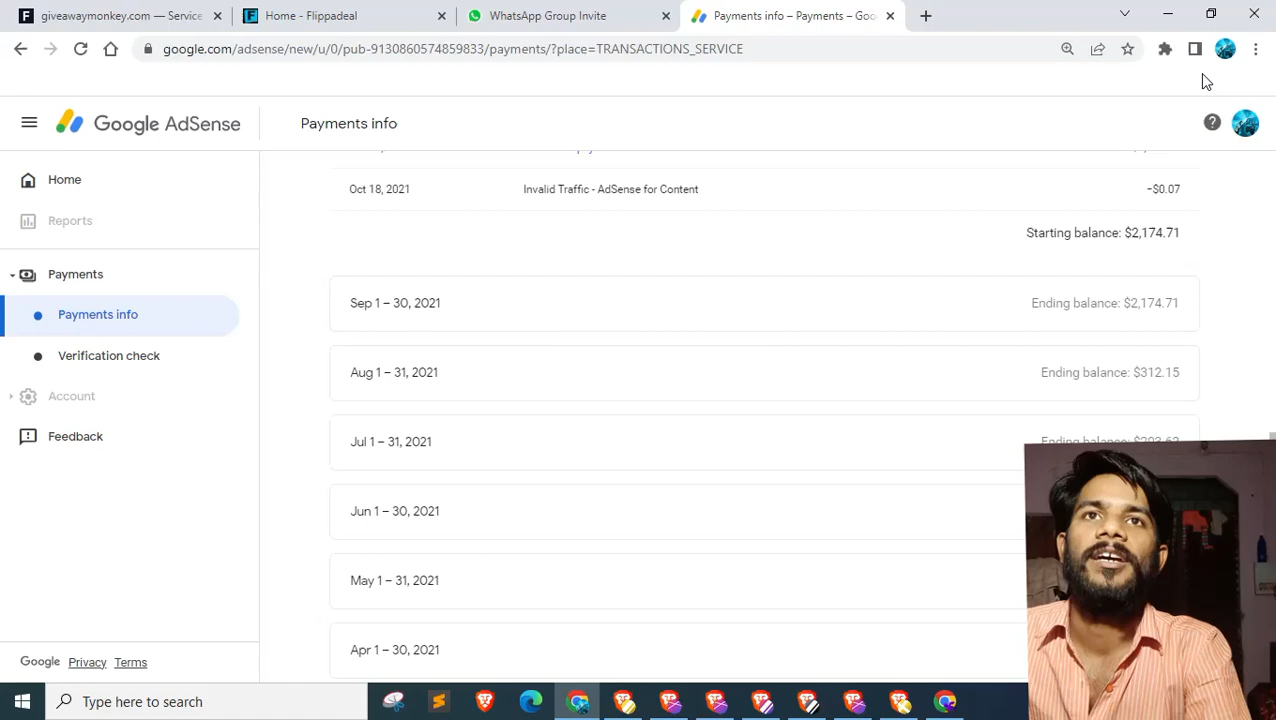 giveawaymonkey.com — Service
Home - Flippadeal
WhatsApp Group Invite
Payments info – Payments – Goo
google.com/adsense/new/u/0/pub-9130860574859833/payments/?place=TRANSACTIONS_SERVICE
Google AdSense
Payments info
Home
Reports
Payments
Payments info
Verification check
Account
Feedback
Google Privacy Terms
Oct 18, 2021 Invalid Traffic - AdSense for Content -$0.07
Starting balance: $2,174.71
Sep 1 – 30, 2021 Ending balance: $2,174.71
Aug 1 – 31, 2021 Ending balance: $312.15
Jul 1 – 31, 2021 Ending balance:
Jun 1 – 30, 2021
May 1 – 31, 2021
Apr 1 – 30, 2021
Type here to search